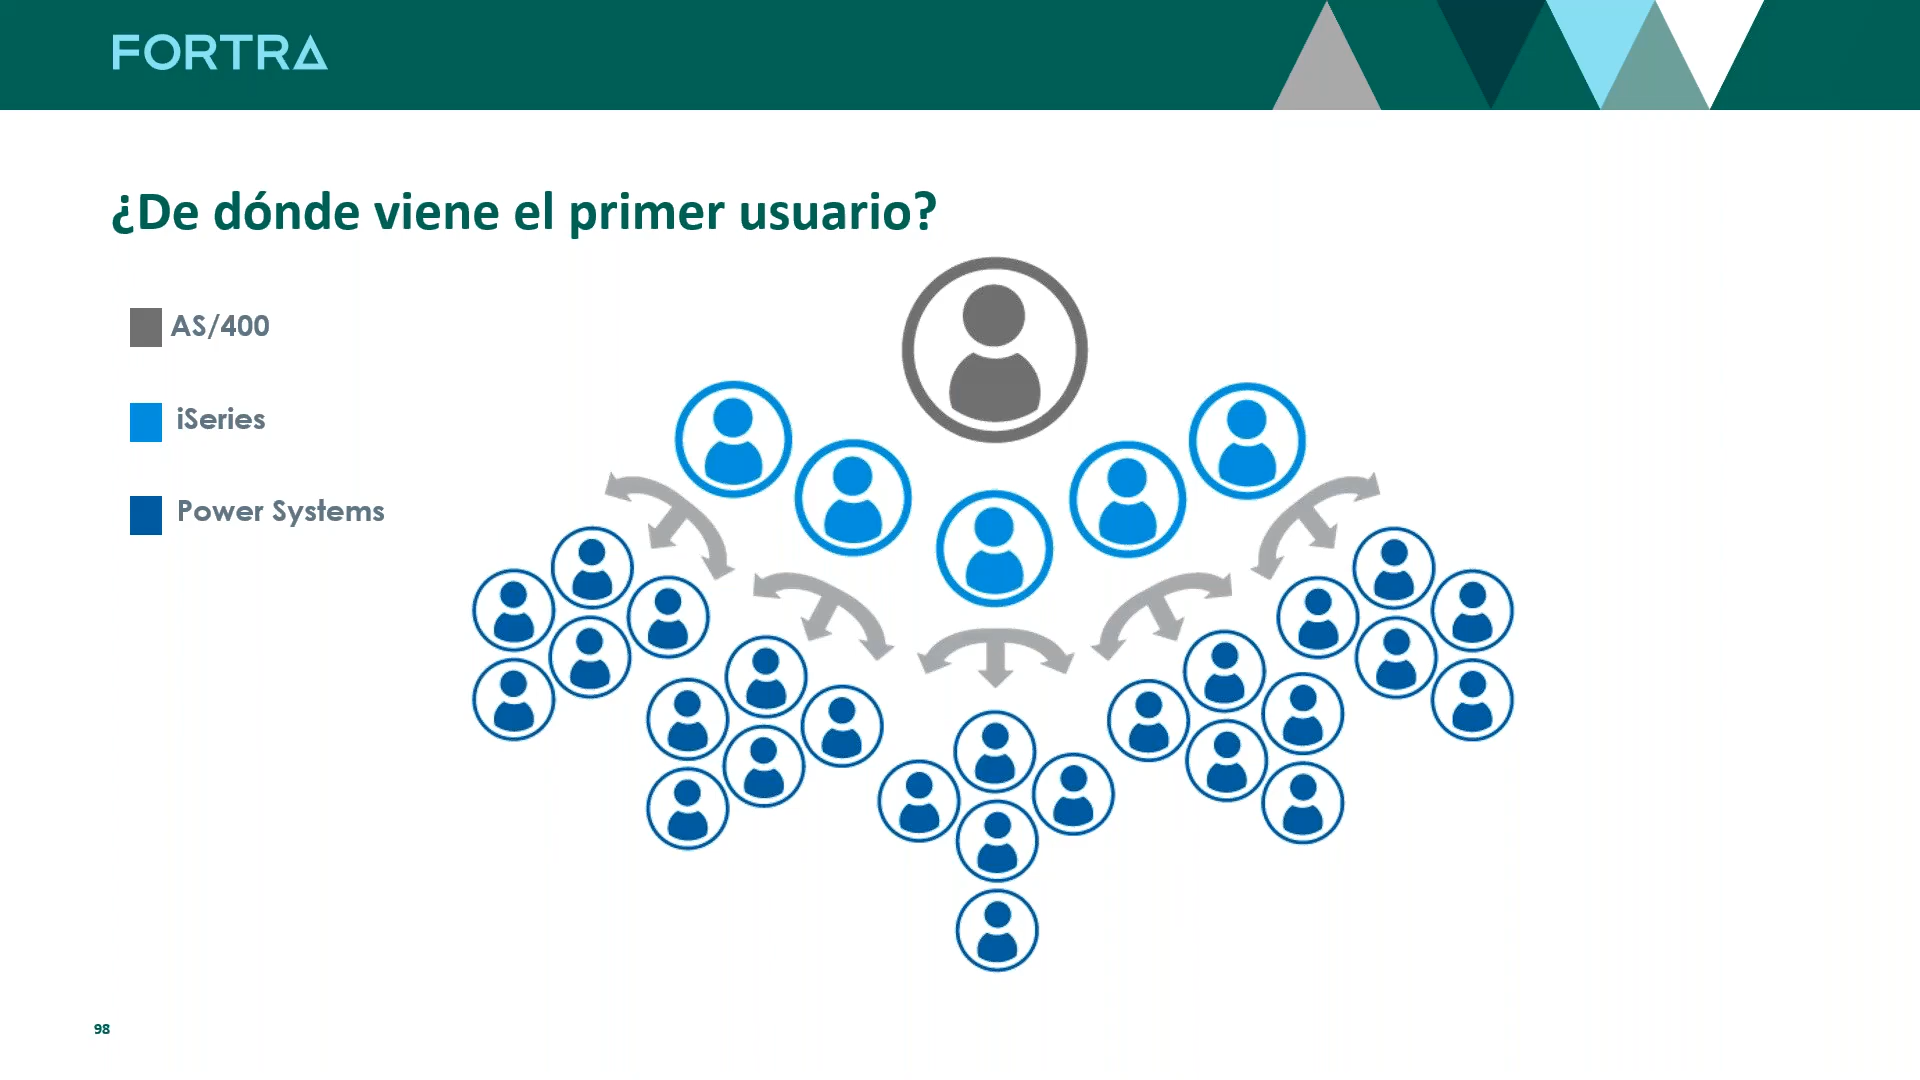 FORTRA
¿De dónde viene el primer usuario?
AS/400
iSeries
Power Systems
98